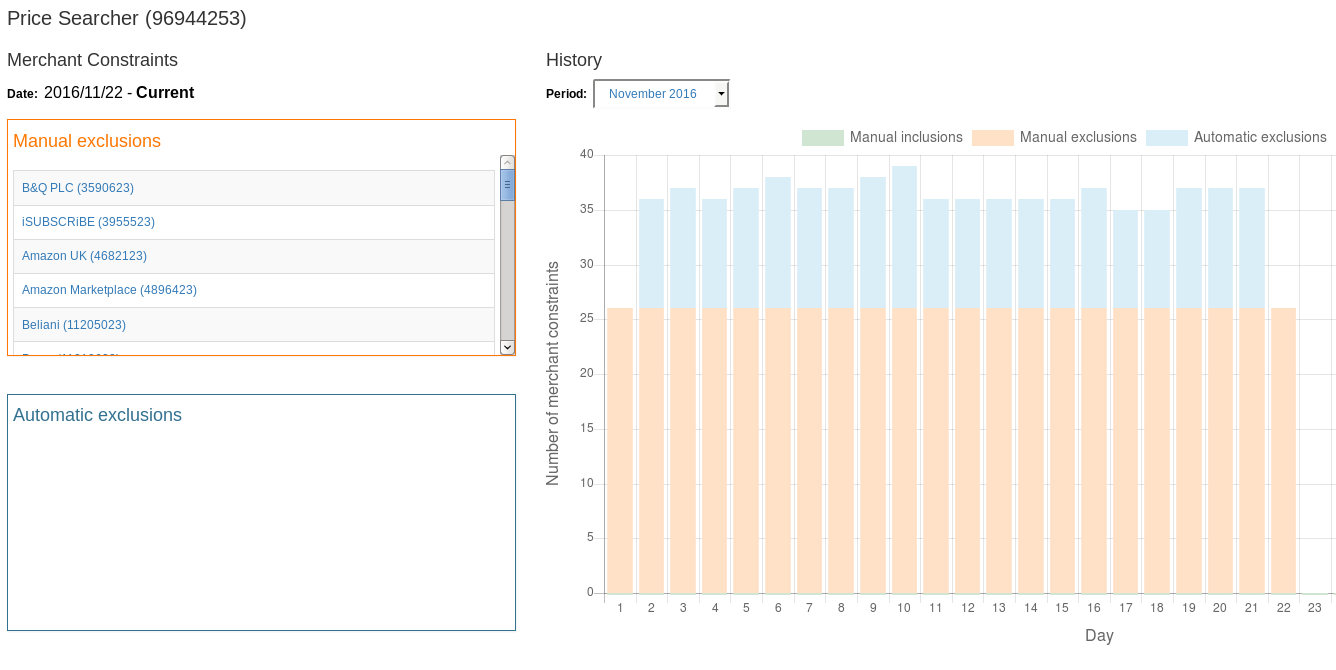 Price Searcher (96944253)
Merchant Constraints
Date: 2016/11/22 - Current
Manual exclusions
B&Q PLC (3590623)
iSUBSCRiBE (3955523)
Amazon UK (4682123)
Amazon Marketplace (4896423)
Beliani (11205023)
Automatic exclusions
History
Period: November 2016
Manual inclusions Manual exclusions Automatic exclusions
Number of merchant constraints
40
35
30
25
20
15
10
5
0
1 2 3 4 5 6 7 8 9 10 11 12 13 14 15 16 17 18 19 20 21 22 23
Day